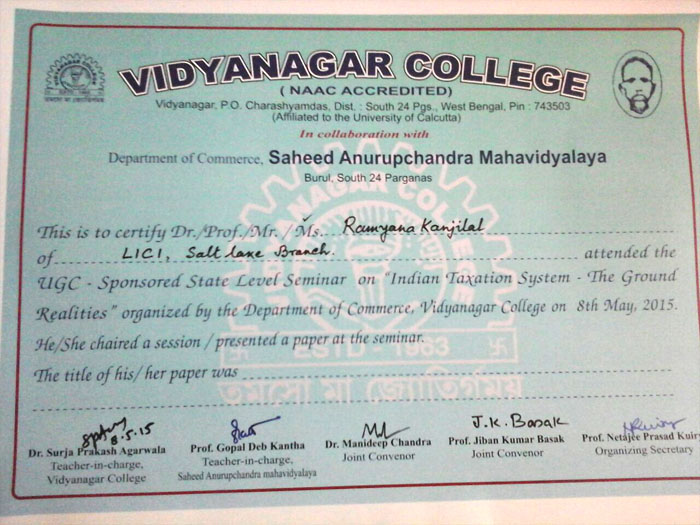 VIDYANAGAR COLLEGE
( NAAC ACCREDITED)
Vidyanagar, P.O. Charashyamdas, Dist. : South 24 Pgs., West Bengal, Pin : 743503
(Affiliated to the University of Calcutta)
In collaboration with
Department of Commerce, Saheed Anurupchandra Mahavidyalaya
Burul, South 24 Parganas
This is to certify Dr./Prof./Mr. / Ms. Ramyana Kanjilal
of LICI, Salt lake Branch. attended the
UGC - Sponsored State Level Seminar on "Indian Taxation System - The Ground
Realities" organized by the Department of Commerce, Vidyanagar College on 8th May, 2015.
He/She chaired a session / presented a paper at the seminar.
ESTD - 1963
The title of his/ her paper was
তমসো মা জ্যোতির্গময়
8.5.15
J.K. Basak
Dr. Surja Prakash Agarwala
Teacher-in-charge,
Vidyanagar College
Prof. Gopal Deb Kantha
Teacher-in-charge,
Saheed Anurupchandra mahavidyalaya
Dr. Manideep Chandra
Joint Convenor
Prof. Jiban Kumar Basak
Joint Convenor
Prof. Netajee Prasad Kuiry
Organizing Secretary